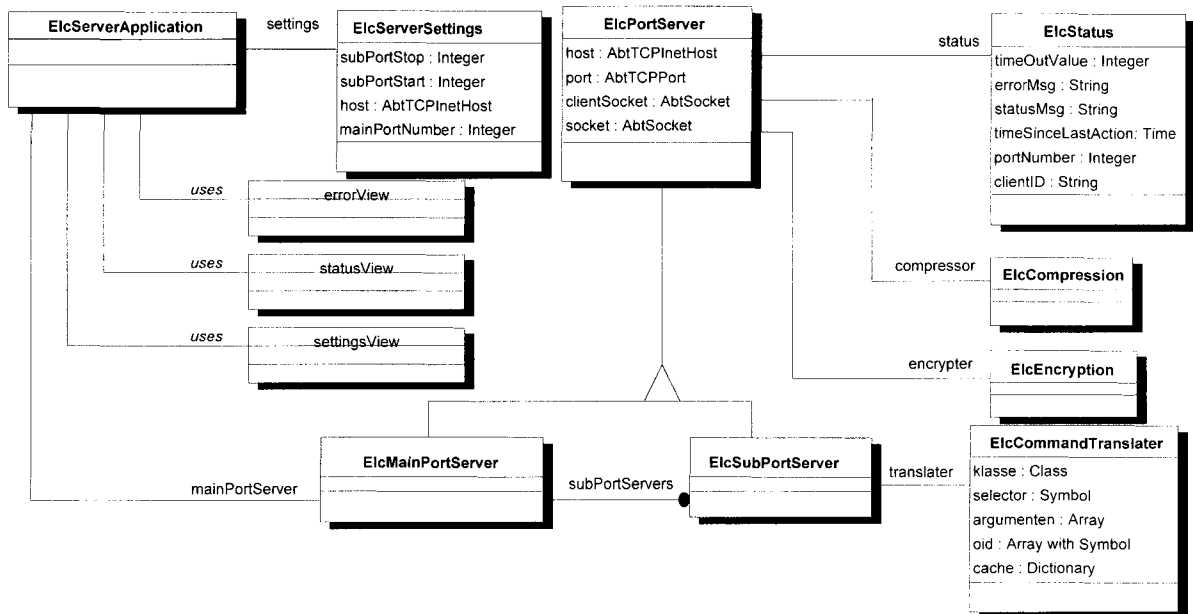 ElcServerApplication
settings
ElcServerSettings
subPortStop : Integer
subPortStart : Integer
host : AbtTCPInetHost
mainPortNumber : Integer
ElcPortServer
host : AbtTCPInetHost
port : AbtTCPPort
clientSocket : AbtSocket
socket : AbtSocket
status
ElcStatus
timeOutValue : Integer
errorMsg : String
statusMsg : String
timeSinceLastAction: Time
portNumber : Integer
clientID : String
uses
errorView
uses
statusView
uses
settingsView
compressor
ElcCompression
encrypter
ElcEncryption
mainPortServer
ElcMainPortServer
subPortServers
ElcSubPortServer
translater
ElcCommandTranslater
klasse : Class
selector : Symbol
argumenten : Array
oid : Array with Symbol
cache : Dictionary